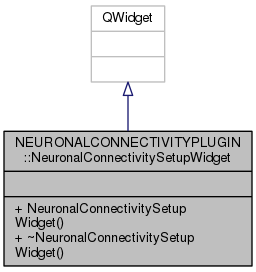 QWidget
NEURONALCONNECTIVITYPLUGIN
::NeuronalConnectivitySetupWidget
+ NeuronalConnectivitySetup
Widget()
+ ~NeuronalConnectivitySetup
Widget()